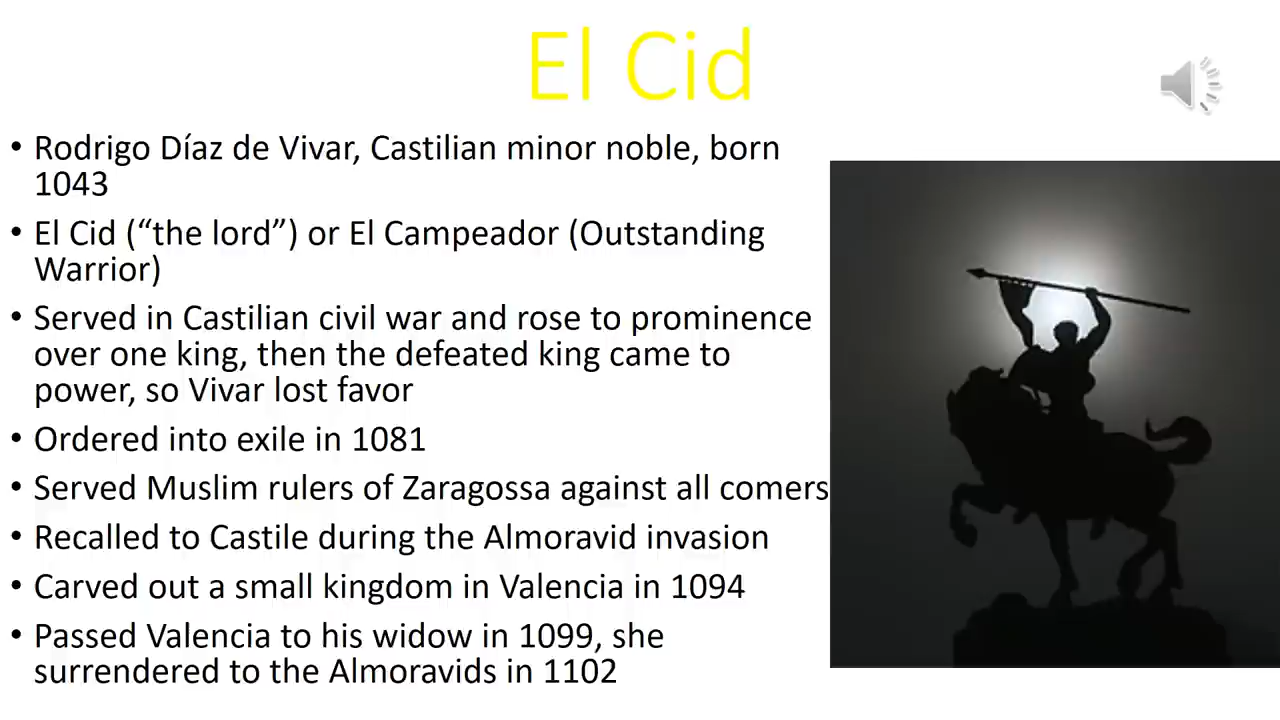 El Cid
• Rodrigo Díaz de Vivar, Castilian minor noble, born
1043
• El Cid (“the lord”) or El Campeador (Outstanding
Warrior)
• Served in Castilian civil war and rose to prominence
over one king, then the defeated king came to
power, so Vivar lost favor
• Ordered into exile in 1081
• Served Muslim rulers of Zaragossa against all comers
• Recalled to Castile during the Almoravid invasion
• Carved out a small kingdom in Valencia in 1094
• Passed Valencia to his widow in 1099, she
surrendered to the Almoravids in 1102